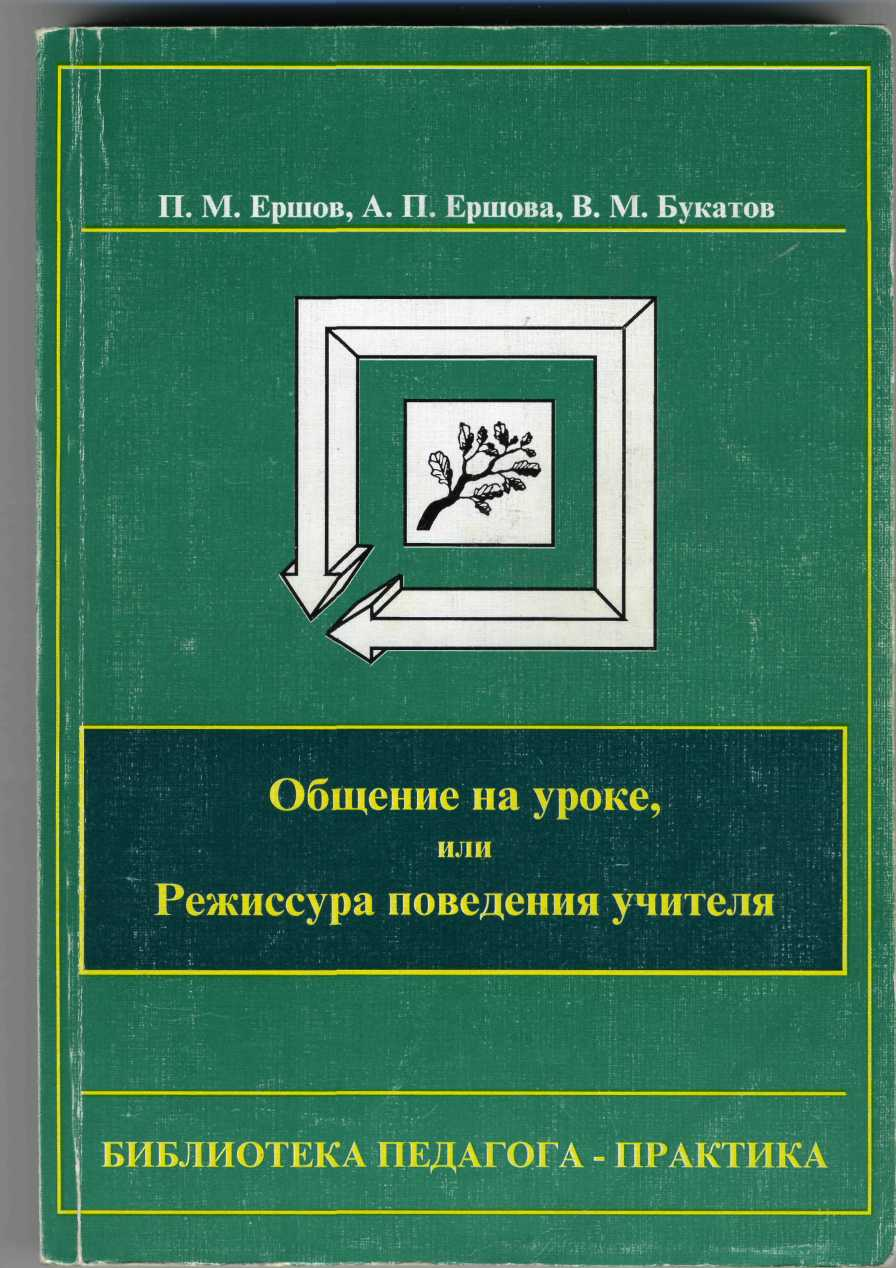 П. М. Ершов, А. П. Ершова, В. М. Букатов
Общение на уроке,
или
Режиссура поведения учителя
БИБЛИОТЕКА ПЕДАГОГА - ПРАКТИКА